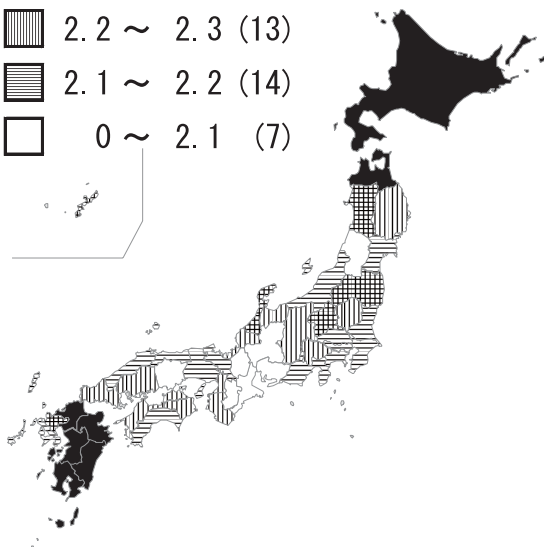 2.2 ～ 2.3 (13)
2.1 ～ 2.2 (14)
0 ～ 2.1 (7)